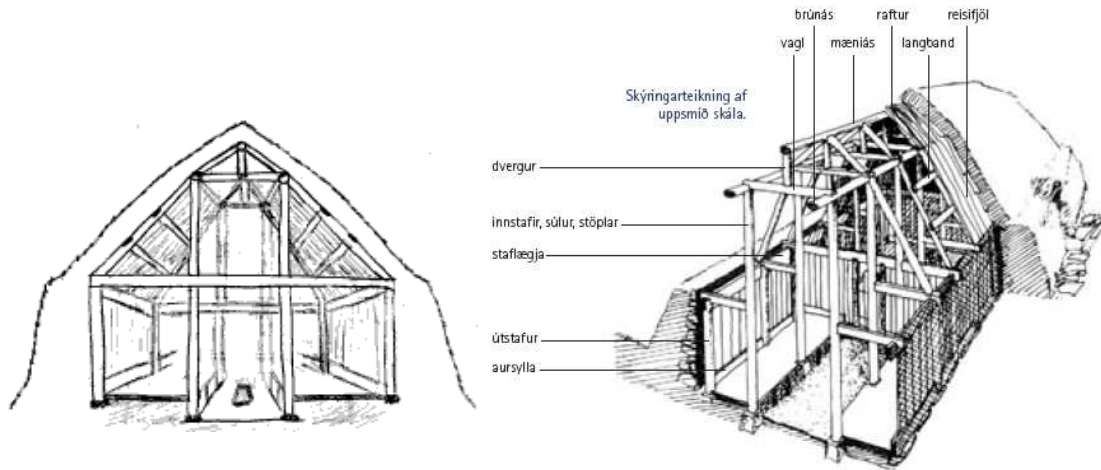 brúnás
raftur
reisifjöl
vagl
mæniás
langband
Skýringarteikning af
uppsmíð skála.
dvergur
innstafir, súlur, stöplar
staflægja
útstafur
aursylla